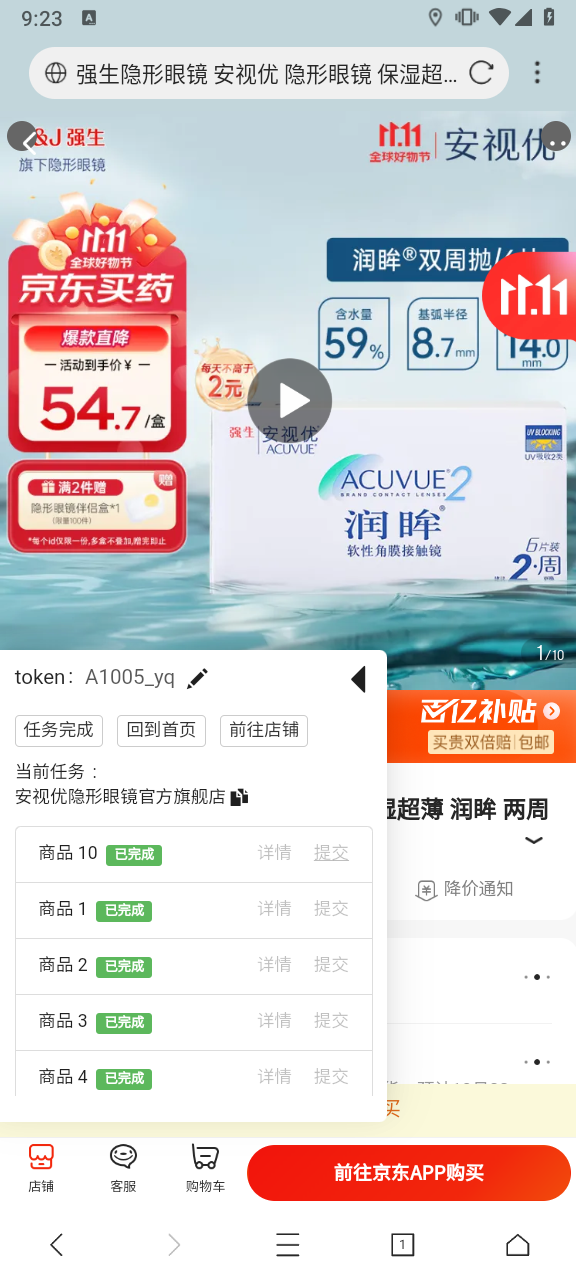 9:23
强生隐形眼镜 安视优 隐形眼镜 保湿超...
&J 强生
旗下隐形眼镜
11.11
全球好物节
安视优
11.11
全球好物节
京东买药
爆款直降
活动到手价¥
54.7/盒
满2件赠
赠
隐形眼镜伴侣盒*1
(限量100件)
*每个id仅限一份,多盒不叠加,赠完即止
润眸®双周抛
11.11
含水量
59%
基弧半径
8.7mm
14.0
mm
每天不高于
2元
强生
安视优
ACUVUE®
UV BLOCKING
UV吸收2类
ACUVUE®2
BRAND CONTACT LENSES
润眸®
软性角膜接触镜
6片装
2·周
1/10
token： A1005_yq
任务完成
回到首页
前往店铺
当前任务 ：
安视优隐形眼镜官方旗舰店
商品 10 已完成 详情 提交
商品 1 已完成 详情 提交
商品 2 已完成 详情 提交
商品 3 已完成 详情 提交
商品 4 已完成 详情 提交
百亿补贴
买贵双倍赔 包邮
湿超薄 润眸 两周
降价通知
买
店铺
客服
购物车
前往京东APP购买
1